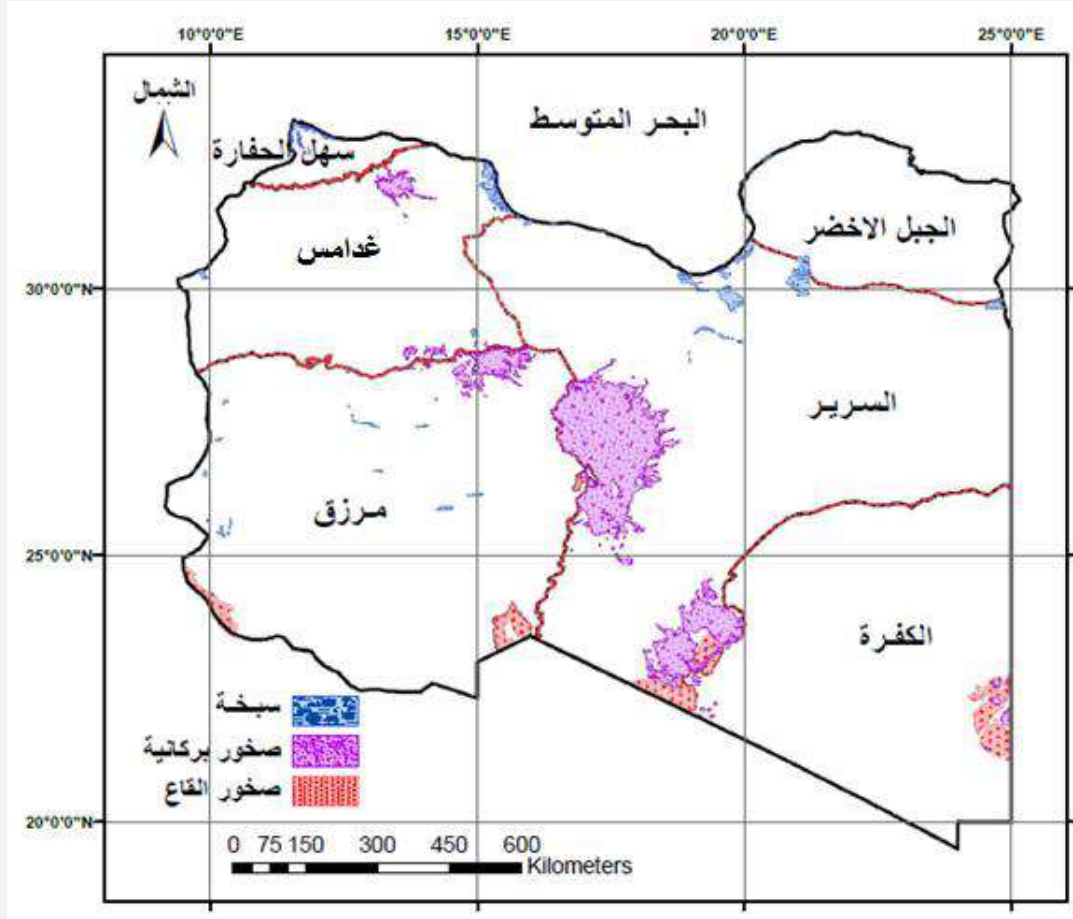 10°0'0"E 15°0'0"E 20°0'0"E 25°0'0"E
الشمال
البحر المتوسط
سهل الحفارة
الجبل الاخضر
غدامس
30°0'0"N
السرير
مرزق
25°0'0"N
الكفرة
سبخة
صخور بركانية
صخور القاع
20°0'0"N
0 75 150 300 450 600
Kilometers